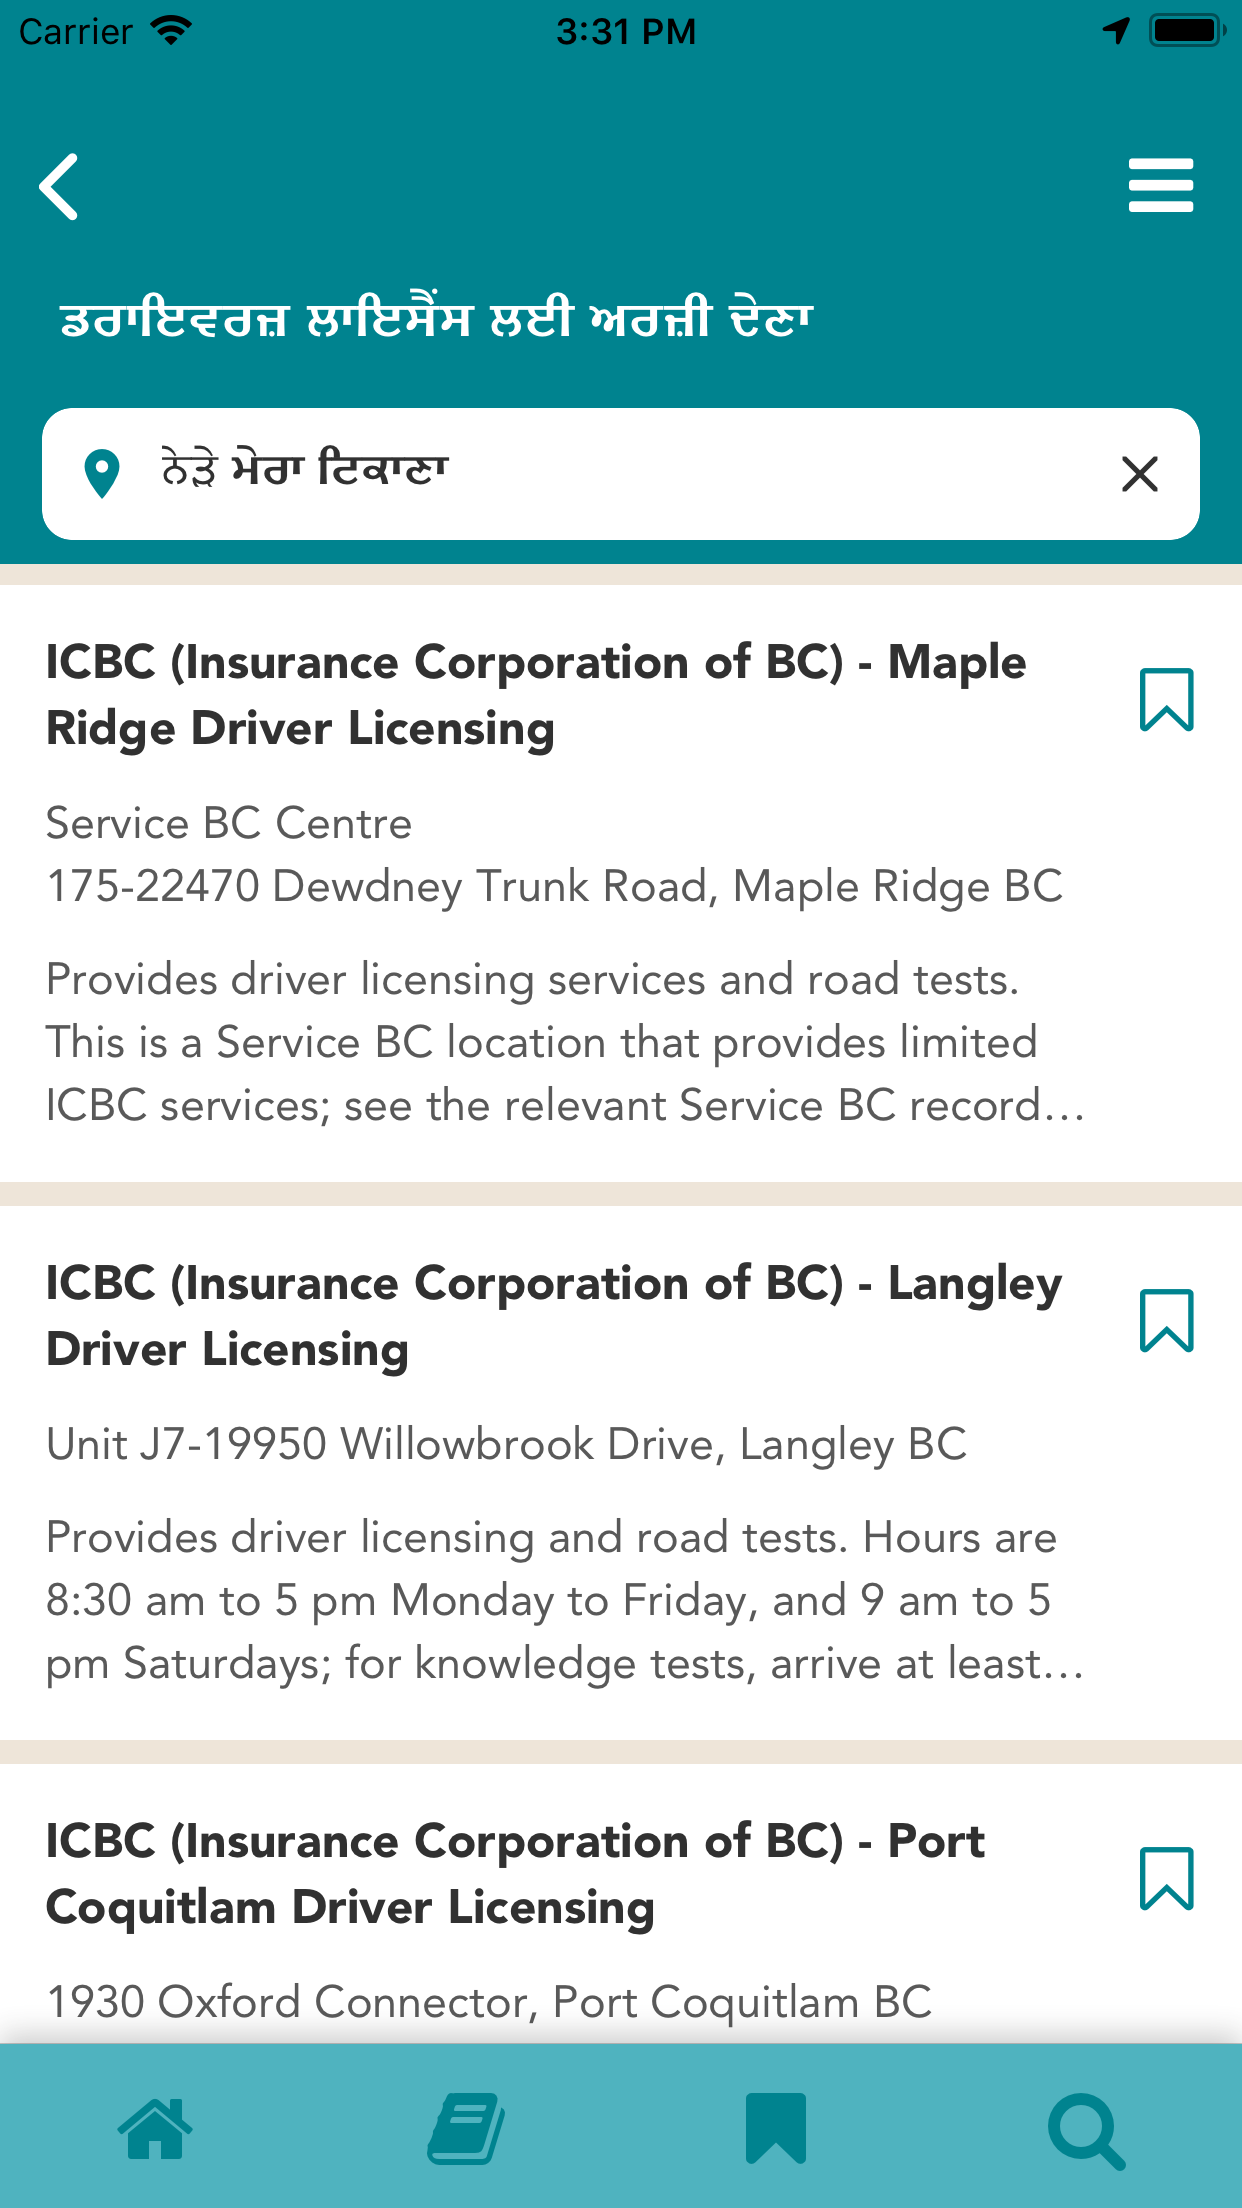 Carrier 3:31 PM
ਡਰਾਇਵਰਜ਼ ਲਾਇਸੈਂਸ ਲਈ ਅਰਜ਼ੀ ਦੇਣਾ
ਨੇੜੇ ਮੇਰਾ ਟਿਕਾਣਾ
ICBC (Insurance Corporation of BC) - Maple
Ridge Driver Licensing
Service BC Centre
175-22470 Dewdney Trunk Road, Maple Ridge BC
Provides driver licensing services and road tests.
This is a Service BC location that provides limited
ICBC services; see the relevant Service BC record...
ICBC (Insurance Corporation of BC) - Langley
Driver Licensing
Unit J7-19950 Willowbrook Drive, Langley BC
Provides driver licensing and road tests. Hours are
8:30 am to 5 pm Monday to Friday, and 9 am to 5
pm Saturdays; for knowledge tests, arrive at least...
ICBC (Insurance Corporation of BC) - Port
Coquitlam Driver Licensing
1930 Oxford Connector, Port Coquitlam BC